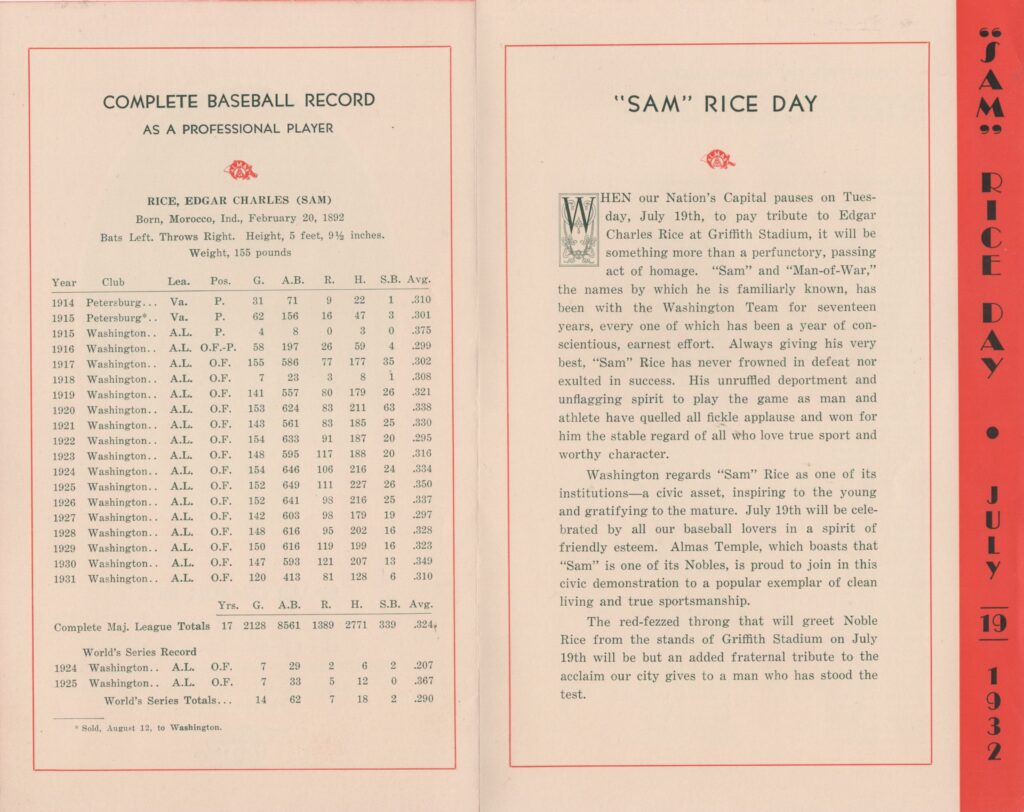 COMPLETE BASEBALL RECORD
AS A PROFESSIONAL PLAYER
RICE, EDGAR CHARLES (SAM)
Born, Morocco, Ind., February 20, 1892
Bats Left. Throws Right. Height, 5 feet, 9½ inches.
Weight, 155 pounds
Year Club Lea. Pos. G. A.B. R. H. S.B. Avg.
1914 Petersburg... Va. P. 31 71 9 22 1 .310
1915 Petersburg*.. Va. P. 62 156 16 47 3 .301
1915 Washington.. A.L. P. 4 8 0 3 0 .375
1916 Washington.. A.L. O.F.-P. 58 197 26 59 4 .299
1917 Washington.. A.L. O.F. 155 586 77 177 35 .302
1918 Washington.. A.L. O.F. 7 23 3 8 1 .308
1919 Washington.. A.L. O.F. 141 557 80 179 26 .321
1920 Washington.. A.L. O.F. 153 624 83 211 63 .338
1921 Washington.. A.L. O.F. 143 561 83 185 25 .330
1922 Washington.. A.L. O.F. 154 633 91 187 20 .295
1923 Washington.. A.L. O.F. 148 595 117 188 20 .316
1924 Washington.. A.L. O.F. 154 646 106 216 24 .334
1925 Washington.. A.L. O.F. 152 649 111 227 26 .350
1926 Washington.. A.L. O.F. 152 641 98 216 25 .337
1927 Washington.. A.L. O.F. 142 603 98 179 19 .297
1928 Washington.. A.L. O.F. 148 616 95 202 16 .328
1929 Washington.. A.L. O.F. 150 616 119 199 16 .323
1930 Washington.. A.L. O.F. 147 593 121 207 13 .349
1931 Washington.. A.L. O.F. 120 413 81 128 6 .310
Yrs. G. A.B. R. H. S.B. Avg.
Complete Maj. League Totals 17 2128 8561 1389 2771 339 .324
World's Series Record
1924 Washington.. A.L. O.F. 7 29 2 6 2 .207
1925 Washington.. A.L. O.F. 7 33 5 12 0 .367
World's Series Totals... 14 62 7 18 2 .290
* Sold, August 12, to Washington.
"SAM" RICE DAY
WHEN our Nation's Capital pauses on Tues-
day, July 19th, to pay tribute to Edgar
Charles Rice at Griffith Stadium, it will be
something more than a perfunctory, passing
act of homage. "Sam" and "Man-of-War,"
the names by which he is familiarly known, has
been with the Washington Team for seventeen
years, every one of which has been a year of con-
scientious, earnest effort. Always giving his very
best, "Sam" Rice has never frowned in defeat nor
exulted in success. His unruffled deportment and
unflagging spirit to play the game as man and
athlete have quelled all fickle applause and won for
him the stable regard of all who love true sport and
worthy character.
Washington regards "Sam" Rice as one of its
institutions—a civic asset, inspiring to the young
and gratifying to the mature. July 19th will be cele-
brated by all our baseball lovers in a spirit of
friendly esteem. Almas Temple, which boasts that
"Sam" is one of its Nobles, is proud to join in this
civic demonstration to a popular exemplar of clean
living and true sportsmanship.
The red-fezzed throng that will greet Noble
Rice from the stands of Griffith Stadium on July
19th will be but an added fraternal tribute to the
acclaim our city gives to a man who has stood the
test.
"SAM" RICE DAY • JULY 19 1932